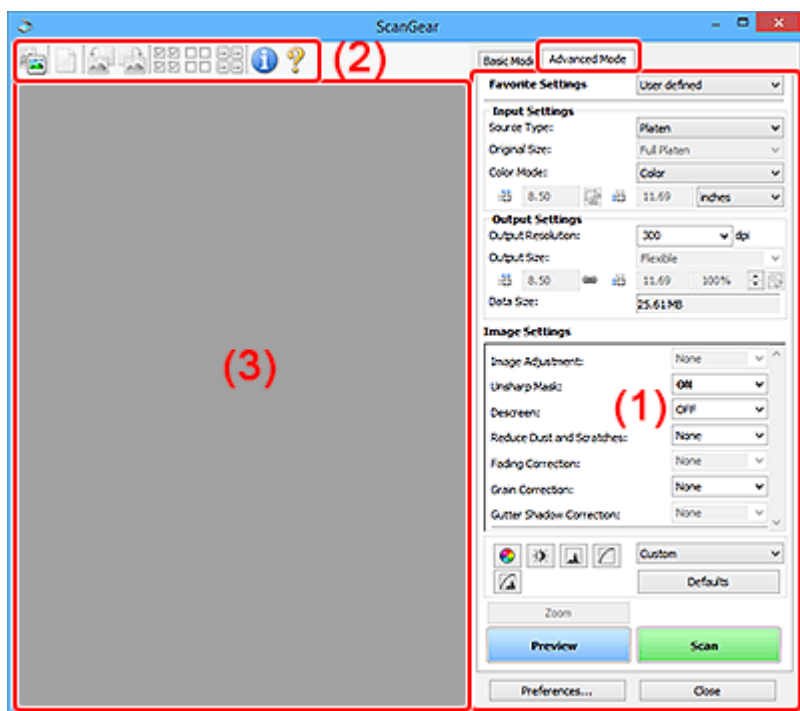 ScanGear
(2)
Basic Mode Advanced Mode
Favorite Settings User defined
Input Settings
Source Type: Platen
Original Size: Full Platen
Color Mode: Color
8.50 11.69 inches
Output Settings
Output Resolution: 300 dpi
Output Size: Flexible
8.50 11.69 100%
Data Size: 25.61MB
Image Settings
(3)
Image Adjustment: None
Unsharp Mask: ON
(1)
Descreen: OFF
Reduce Dust and Scratches: None
Fading Correction: None
Grain Correction: None
Gutter Shadow Correction: None
Custom
Defaults
Zoom
Preview Scan
Preferences... Close